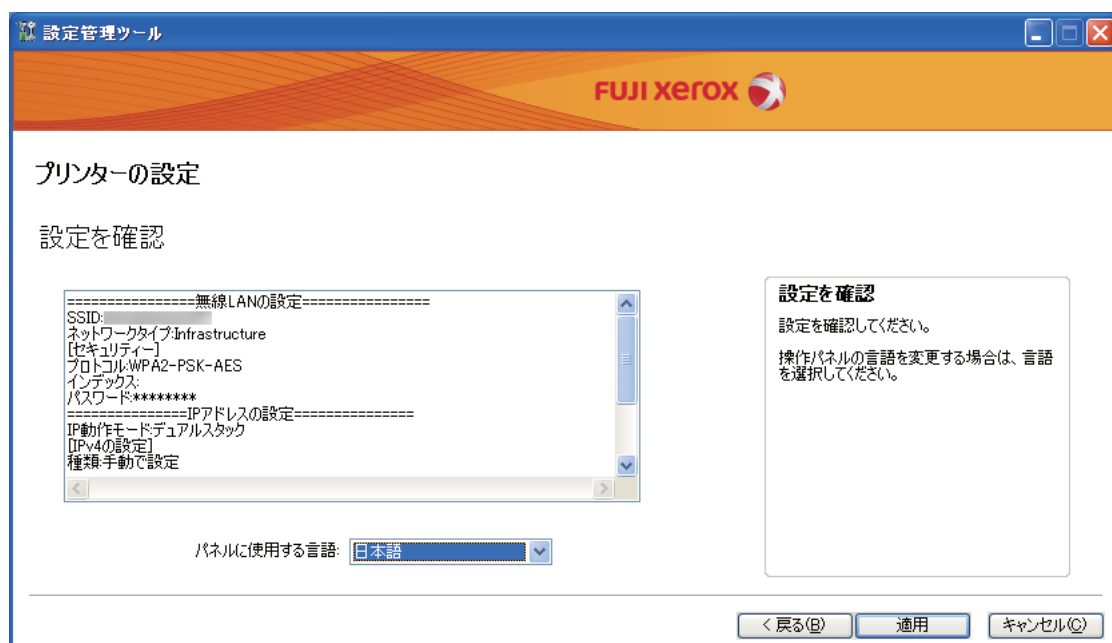 設定管理ツール
FUJI XEROX
プリンターの設定
設定を確認
================無線LANの設定================
SSID:
ネットワークタイプ:Infrastructure
[セキュリティー]
プロトコル:WPA2-PSK-AES
インデックス:
パスワード:********
===============IPアドレスの設定===============
IP動作モード:デュアルスタック
[IPv4の設定]
種類:手動で設定
パネルに使用する言語: 日本語
設定を確認
設定を確認してください。
操作パネルの言語を変更する場合は、言語
を選択してください。
< 戻る(B)
適用
キャンセル(C)